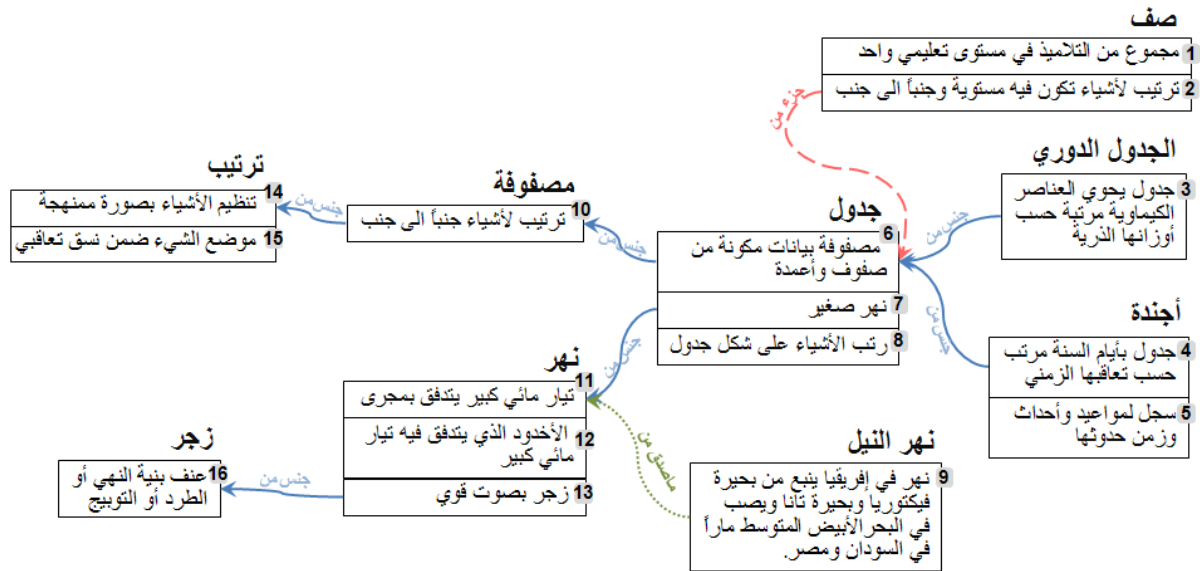 صف
1 مجموع من التلاميذ في مستوى تعليمي واحد
2 ترتيب لأشياء تكون فيه مستوية وجنباً الى جنب
جزء من
الجدول الدوري
3 جدول يحوي العناصر
الكيماوية مرتبة حسب
أوزانها الذرية
جنس من
أجندة
4 جدول بأيام السنة مرتب
حسب تعاقبها الزمني
5 سجل لمواعيد وأحداث
وزمن حدوثها
جنس من
جدول
6 مصفوفة بيانات مكونة من
صفوف وأعمدة
7 نهر صغير
8 رتب الأشياء على شكل جدول
جنس من
جنس من
نهر النيل
9 نهر في إفريقيا ينبع من بحيرة
فيكتوريا وبحيرة تانا ويصب
في البحر الأبيض المتوسط ماراً
في السودان ومصر.
ماصدق من
مصفوفة
10 ترتيب لأشياء جنباً الى جنب
جنس من
نهر
11 تيار مائي كبير يتدفق بمجرى
12 الأخدود الذي يتدفق فيه تيار
مائي كبير
13 زجر بصوت قوي
جنس من
ترتيب
14 تنظيم الأشياء بصورة ممنهجة
15 موضع الشيء ضمن نسق تعاقبي
زجر
16 عنف بنية النهي أو
الطرد أو التوبيج